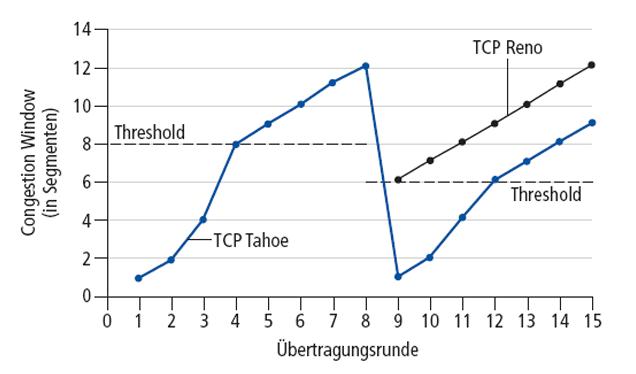 14
12
10
8
6
4
2
0
Congestion Window
(in Segmenten)
Threshold
TCP Tahoe
TCP Reno
Threshold
0 1 2 3 4 5 6 7 8 9 10 11 12 13 14 15
Übertragungsrunde